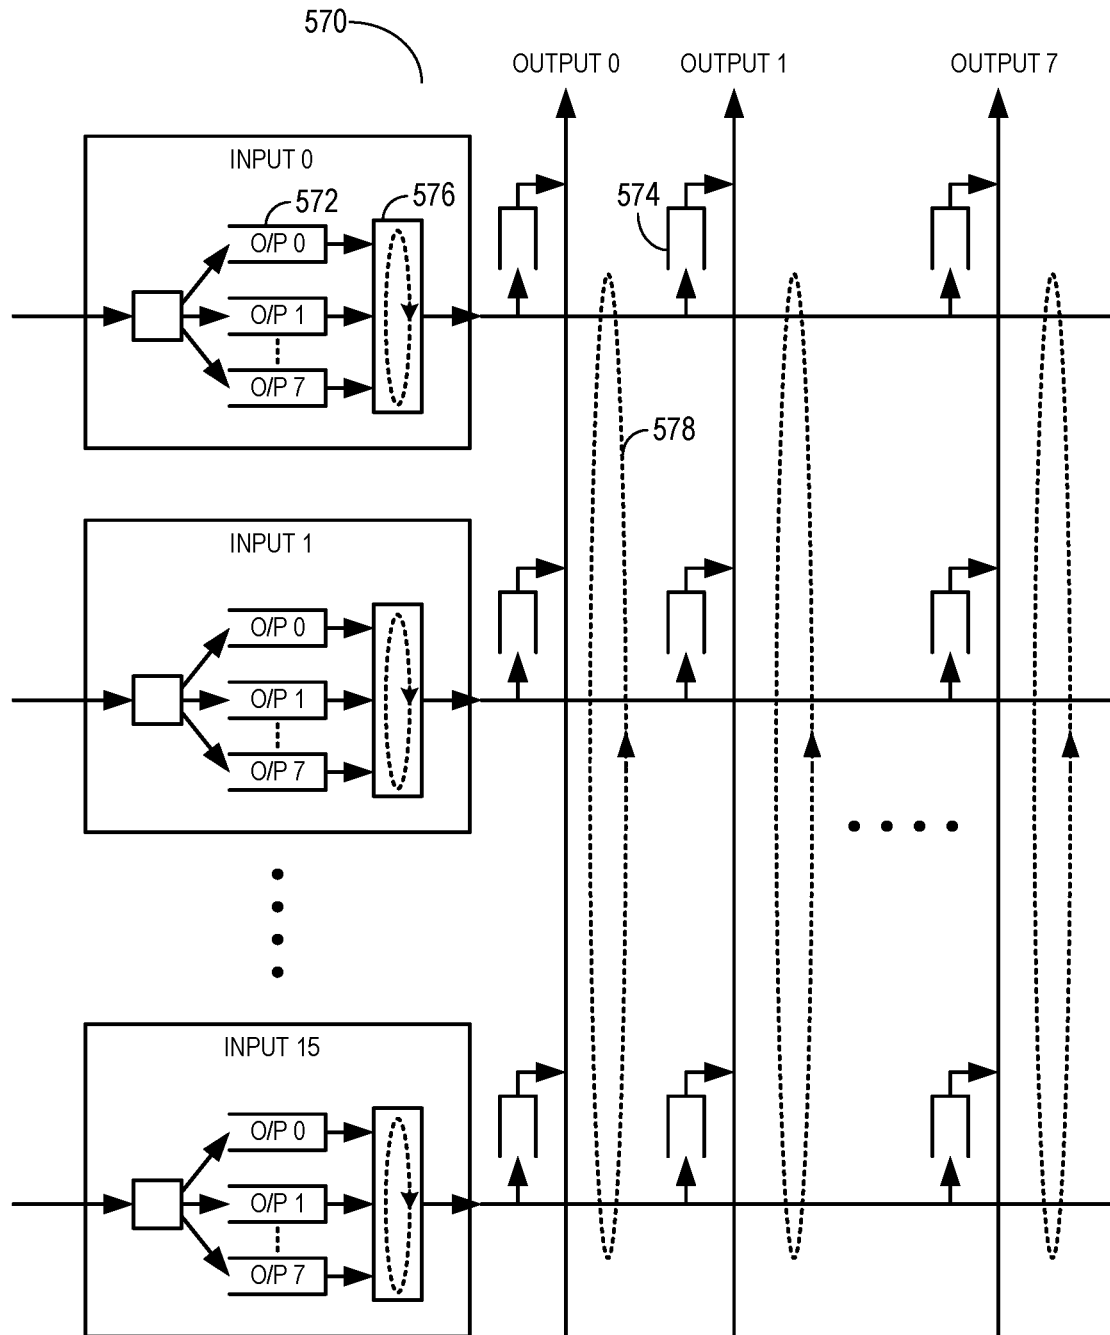 570
OUTPUT 0
OUTPUT 1
OUTPUT 7
INPUT 0
572
576
574
O/P 0
O/P 1
O/P 7
578
INPUT 1
O/P 0
O/P 1
O/P 7
INPUT 15
O/P 0
O/P 1
O/P 7